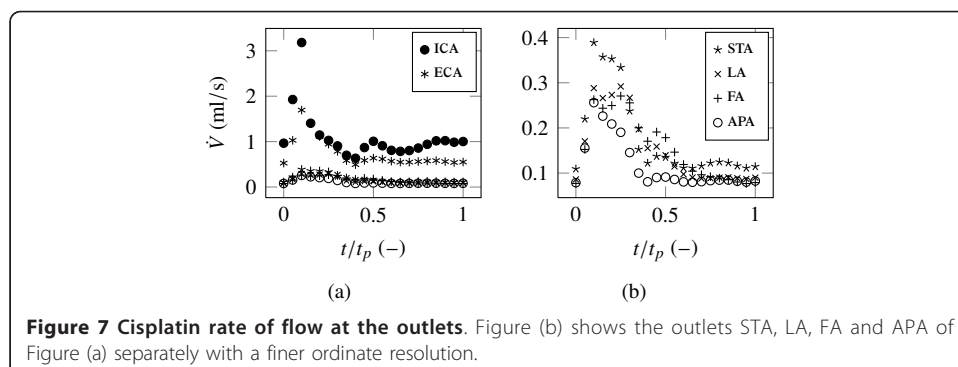 3
2
1
0
V̇ (ml/s)
ICA
ECA
0
0.5
1
t/tp (−)
(a)
0.4
0.3
0.2
0.1
STA
LA
FA
APA
0
0.5
1
t/tp (−)
(b)
Figure 7 Cisplatin rate of flow at the outlets. Figure (b) shows the outlets STA, LA, FA and APA of
Figure (a) separately with a finer ordinate resolution.